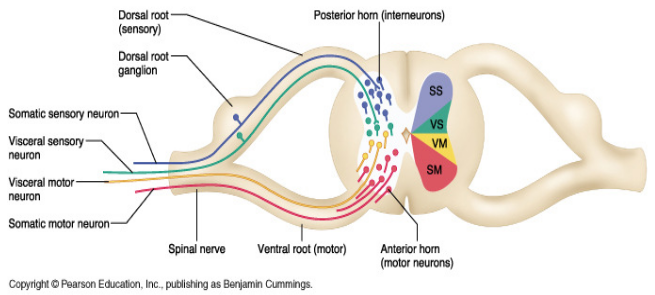 Dorsal root
(sensory)
Posterior horn (interneurons)
Dorsal root
ganglion
Somatic sensory neuron
Visceral sensory
neuron
Visceral motor
neuron
Somatic motor neuron
SS
VS
VM
SM
Spinal nerve
Ventral root (motor)
Anterior horn
(motor neurons)
Copyright © Pearson Education, Inc., publishing as Benjamin Cummings.